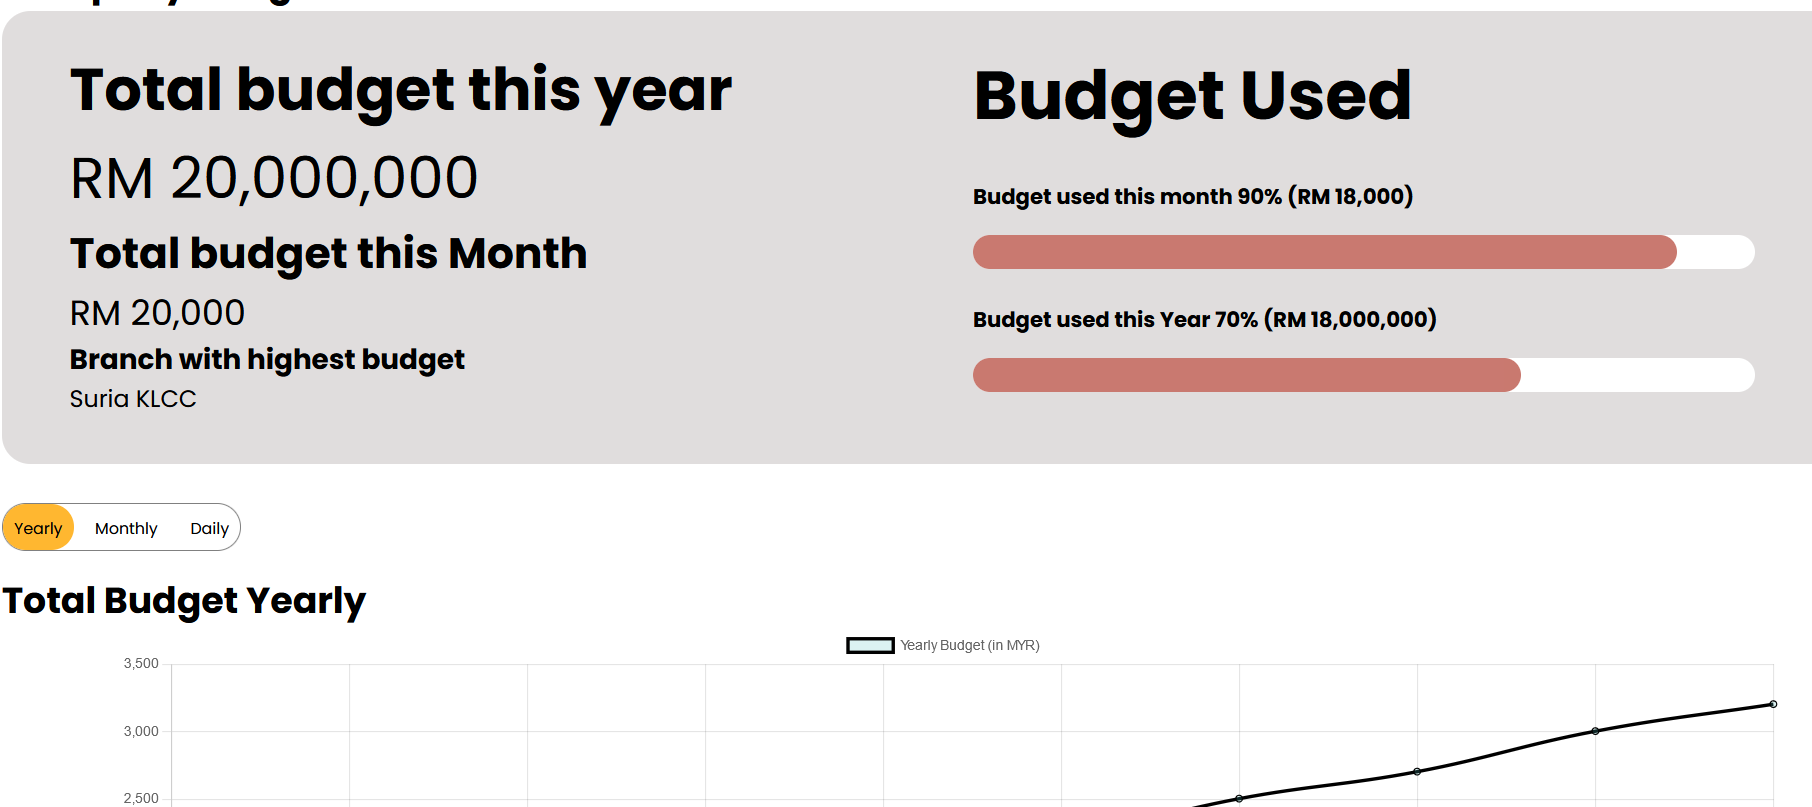 Total budget this year
RM 20,000,000
Total budget this Month
RM 20,000
Branch with highest budget
Suria KLCC
Budget Used
Budget used this month 90% (RM 18,000)
Budget used this Year 70% (RM 18,000,000)
Yearly Monthly Daily
Total Budget Yearly
Yearly Budget (in MYR)
3,500
3,000
2,500